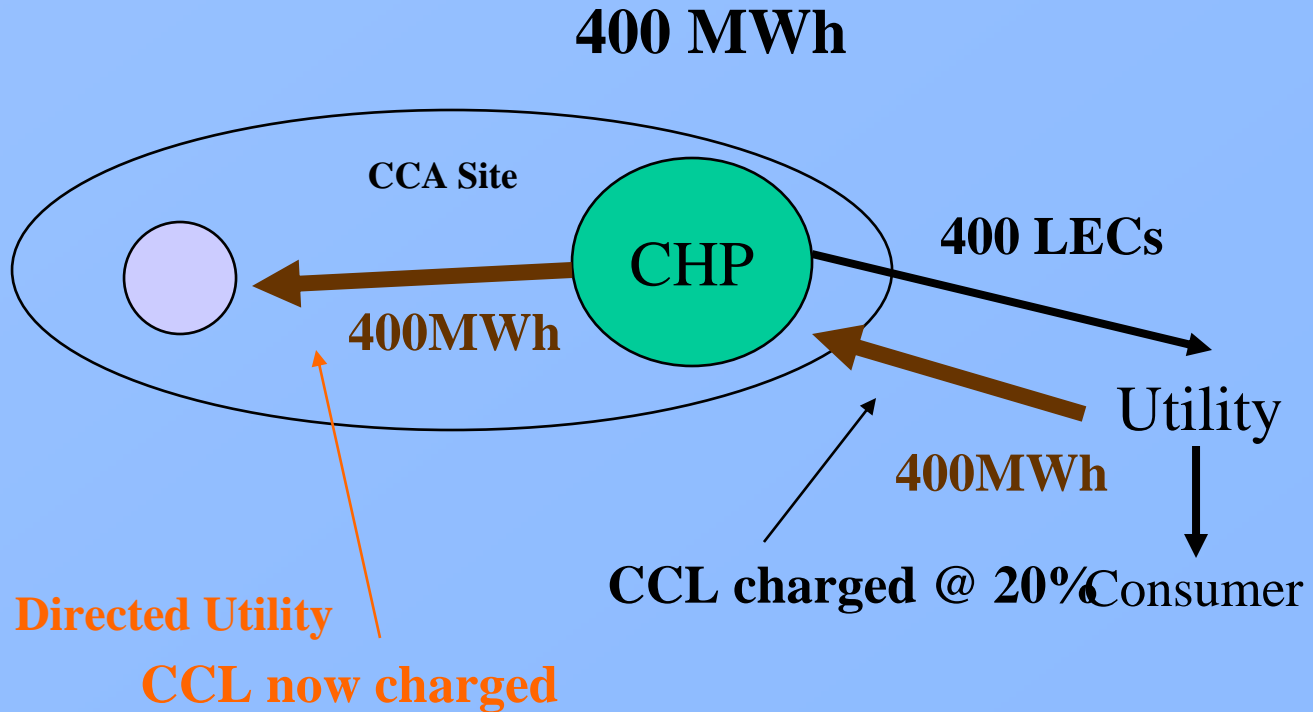 400 MWh
CCA Site
CHP
400 LECs
400MWh
Utility
400MWh
CCL charged @ 20%
Consumer
Directed Utility
CCL now charged